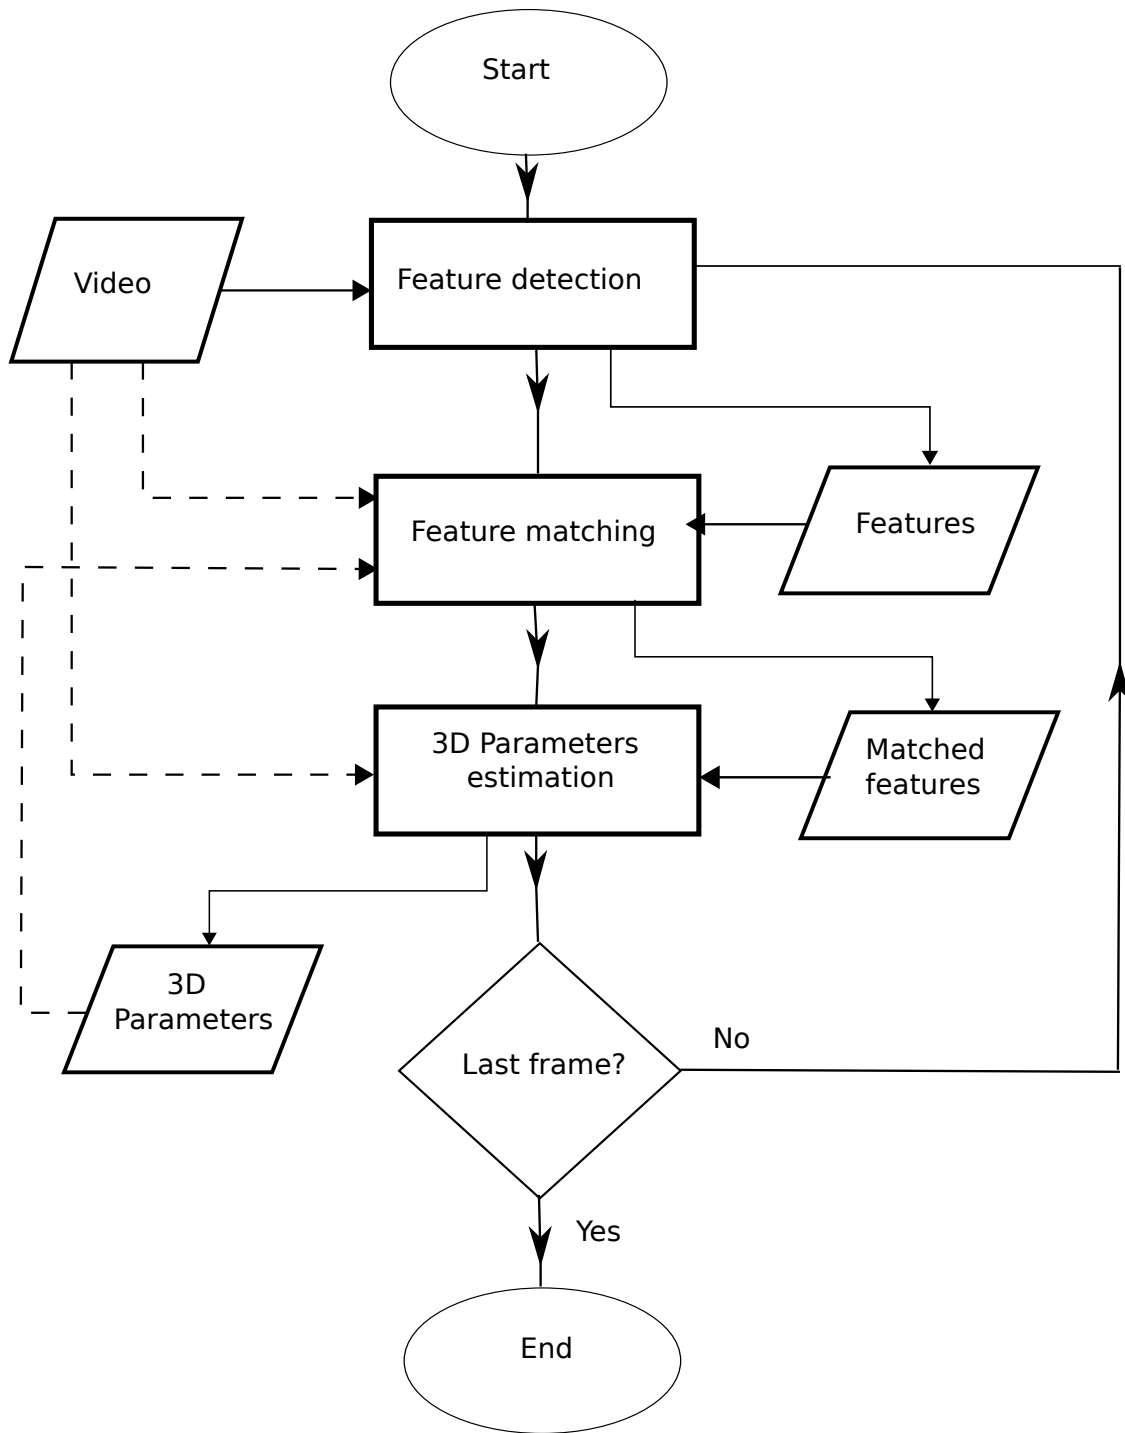 Start
Video
Feature detection
Feature matching
Features
3D Parameters
estimation
Matched
features
3D
Parameters
Last frame?
No
Yes
End